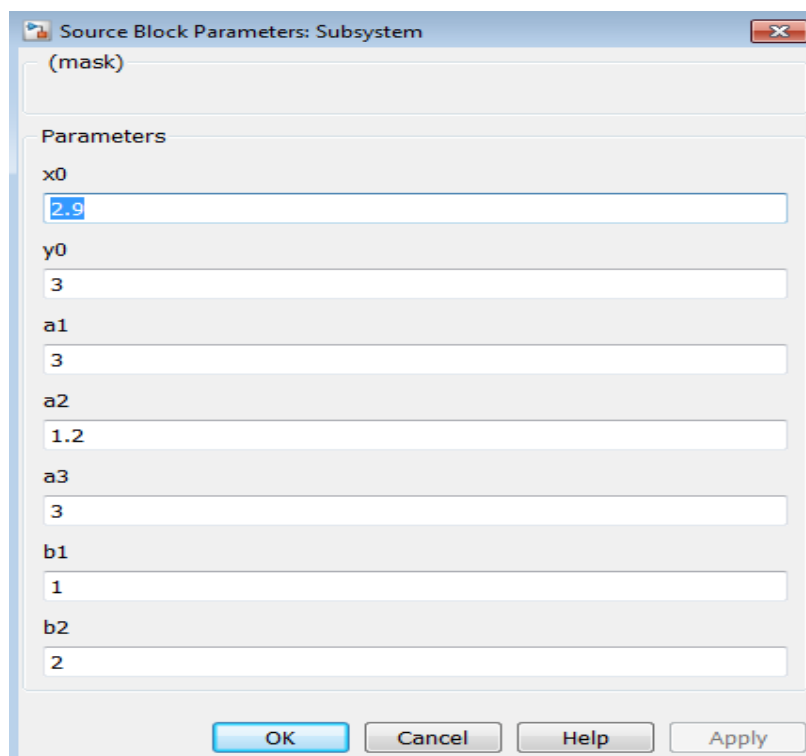 Source Block Parameters: Subsystem
(mask)
Parameters
x0
2.9
y0
3
a1
3
a2
1.2
a3
3
b1
1
b2
2
OK Cancel Help Apply